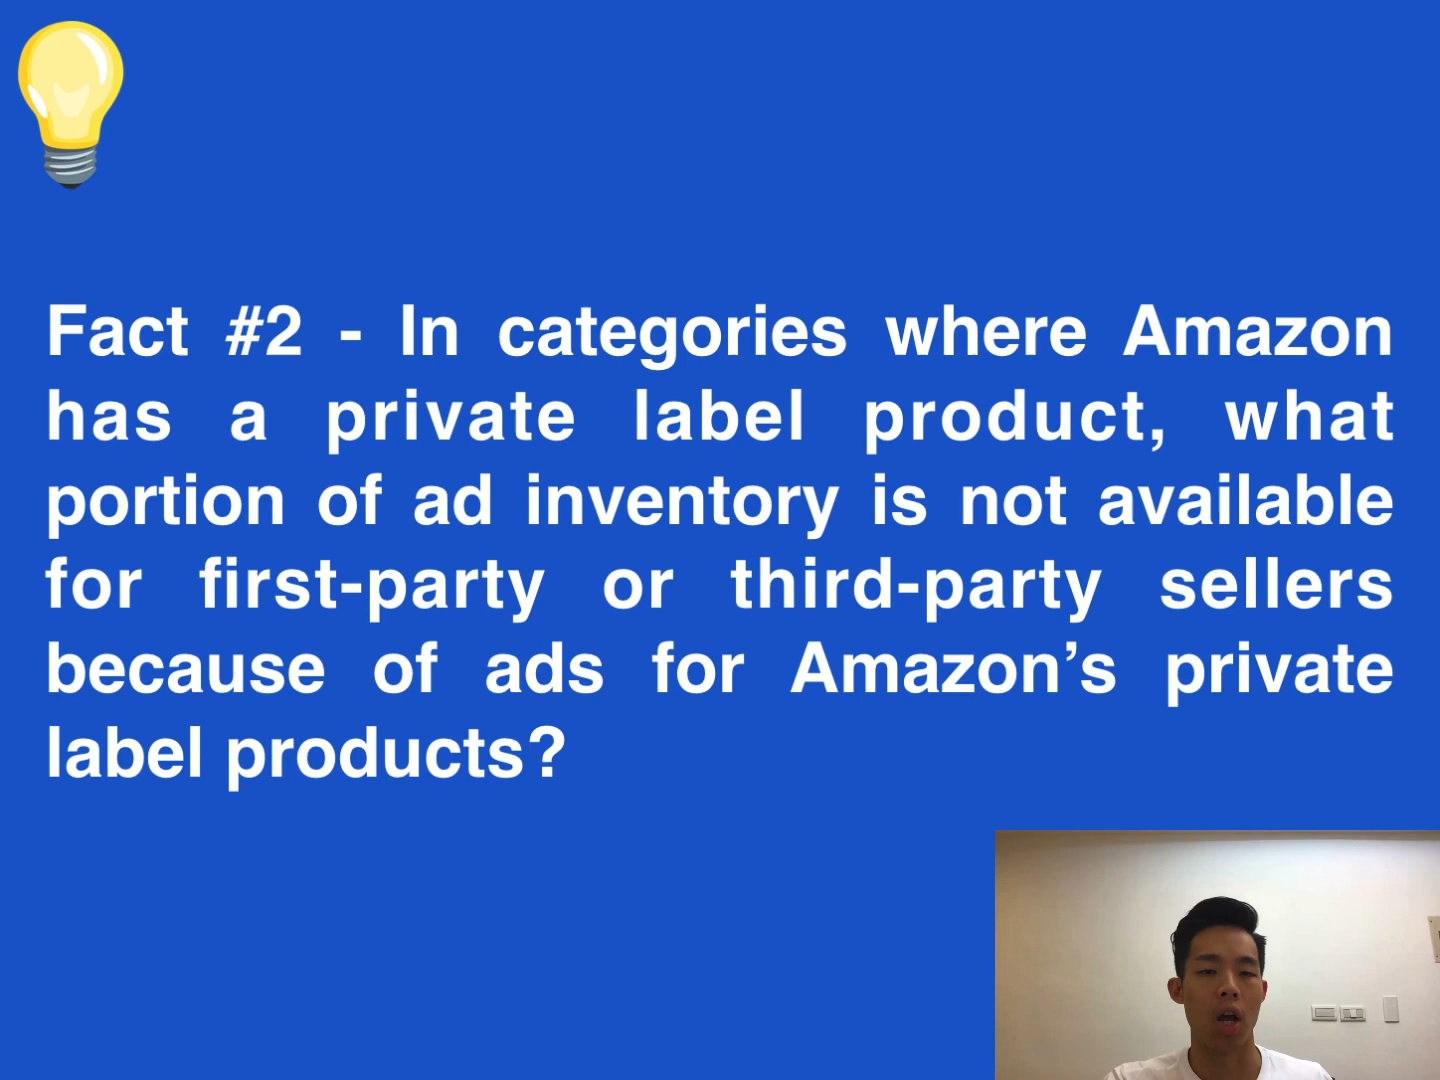 Fact #2 - In categories where Amazon
has a private label product, what
portion of ad inventory is not available
for first-party or third-party sellers
because of ads for Amazon’s private
label products?